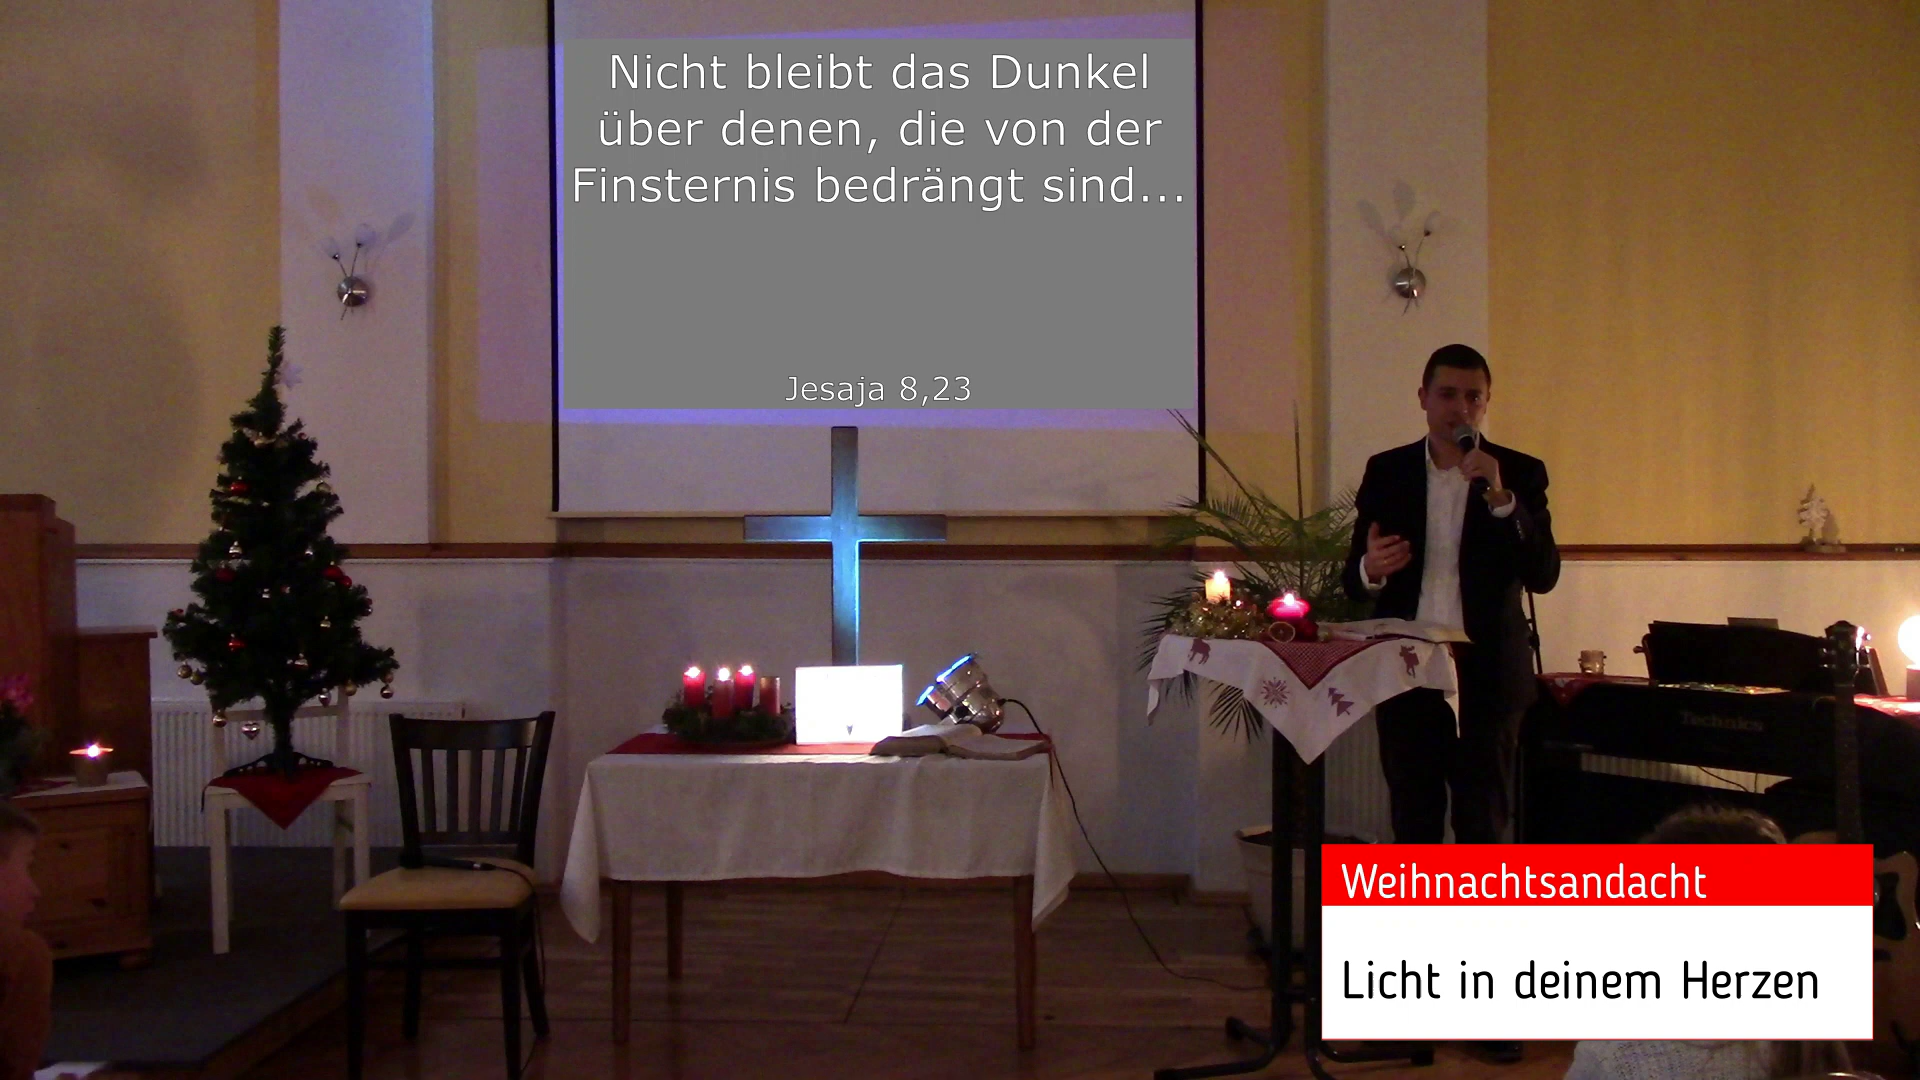 Nicht bleibt das Dunkel
über denen, die von der
Finsternis bedrängt sind...
Jesaja 8,23
Technics
Weihnachtsandacht
Licht in deinem Herzen